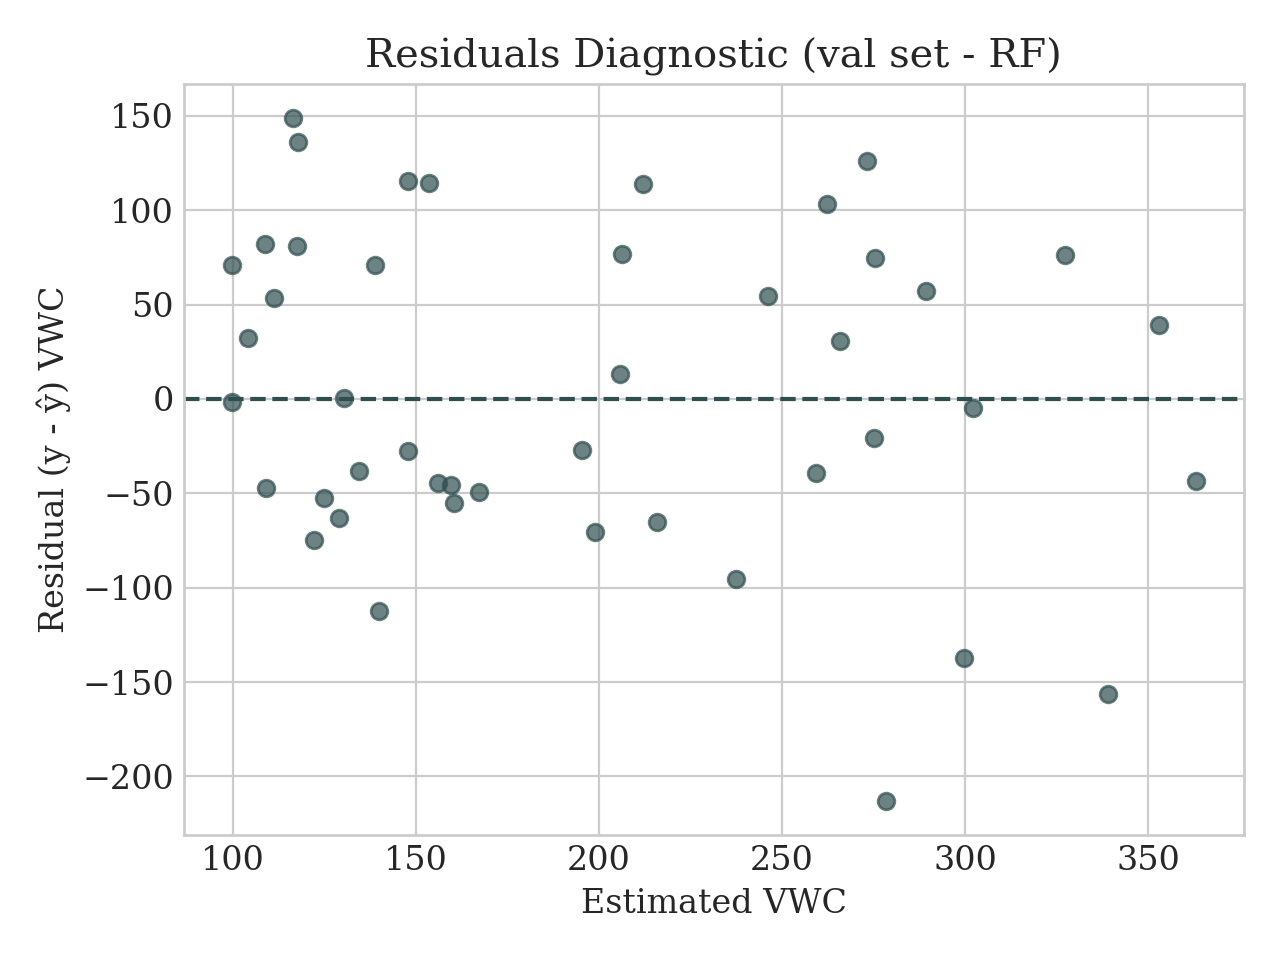 Residuals Diagnostic (val set - RF)
Residual (y - ŷ) VWC
150
100
50
0
−50
−100
−150
−200
100 150 200 250 300 350
Estimated VWC